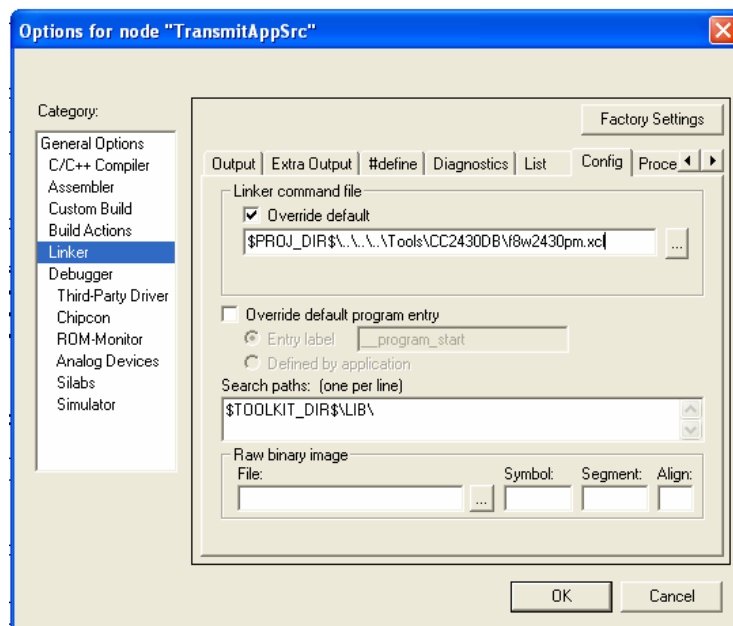 Options for node "TransmitAppSrc"
Category:
Factory Settings
General Options
C/C++ Compiler
Assembler
Custom Build
Build Actions
Linker
Debugger
Third-Party Driver
Chipcon
ROM-Monitor
Analog Devices
Silabs
Simulator
Output Extra Output #define Diagnostics List Config Proce
Linker command file
Override default
$PROJ_DIR$\..\..\..\Tools\CC2430DB\f8w2430pm.xcl
...
Override default program entry
Entry label __program_start
Defined by application
Search paths: (one per line)
$TOOLKIT_DIR$\LIB\
Raw binary image
File: Symbol: Segment: Align:
...
OK Cancel